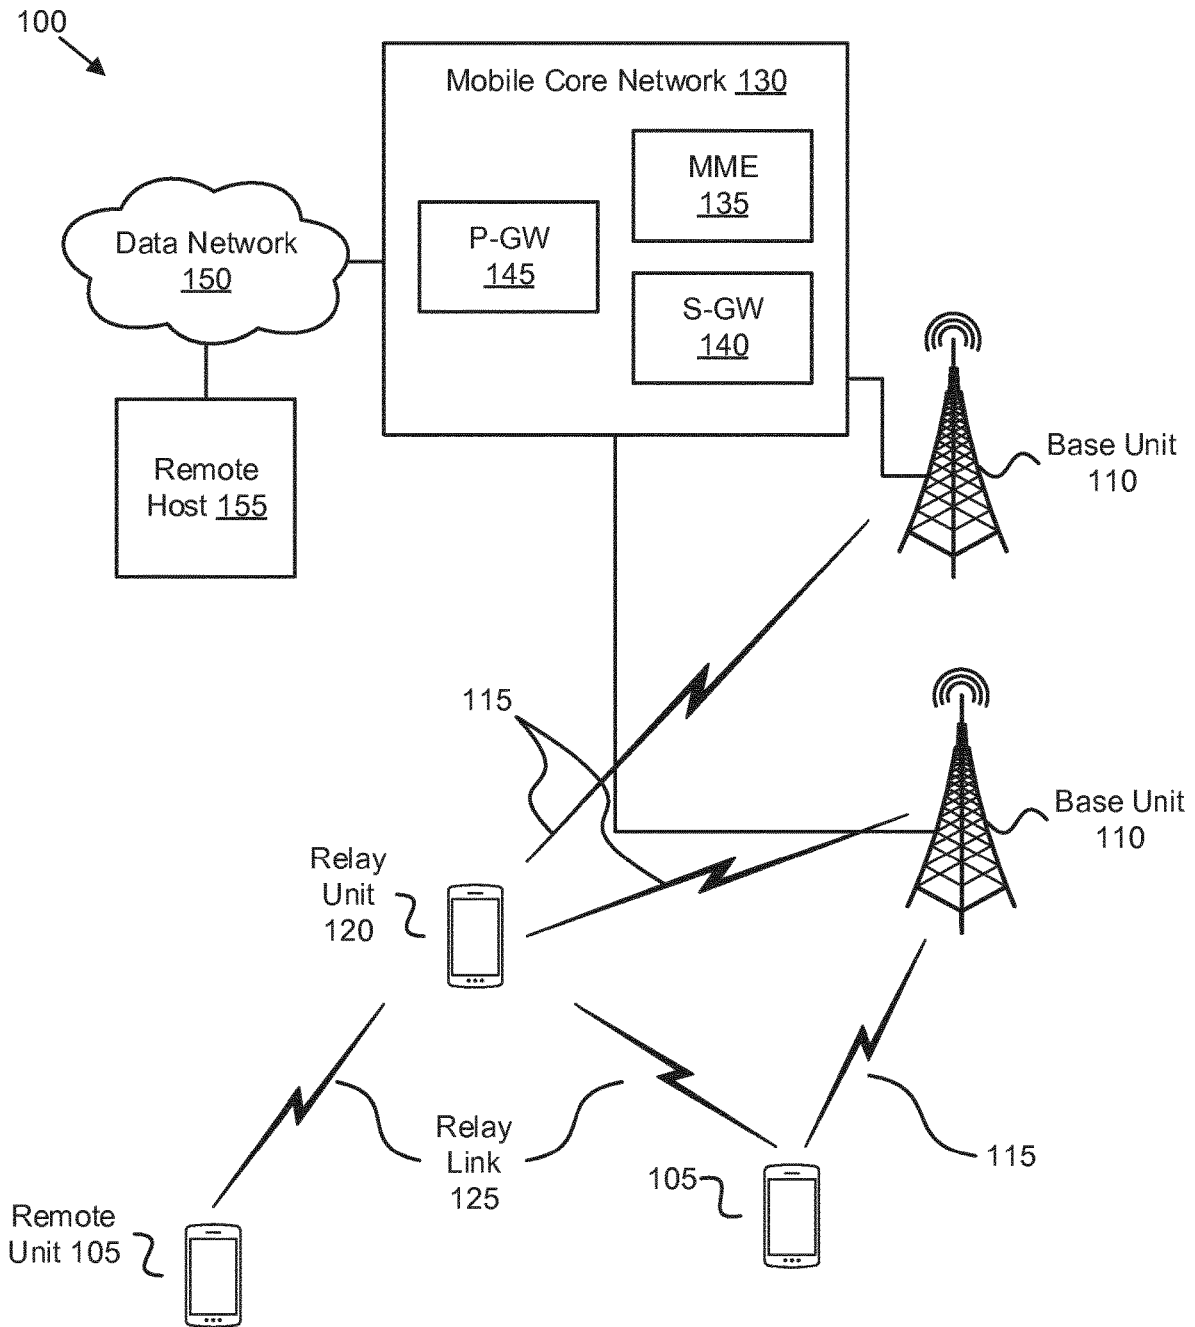 100
Mobile Core Network 130
MME
135
P-GW
145
S-GW
140
Data Network
150
Remote
Host 155
Base Unit
110
115
Base Unit
110
Relay
Unit
120
Relay
Link
125
115
105
Remote
Unit 105